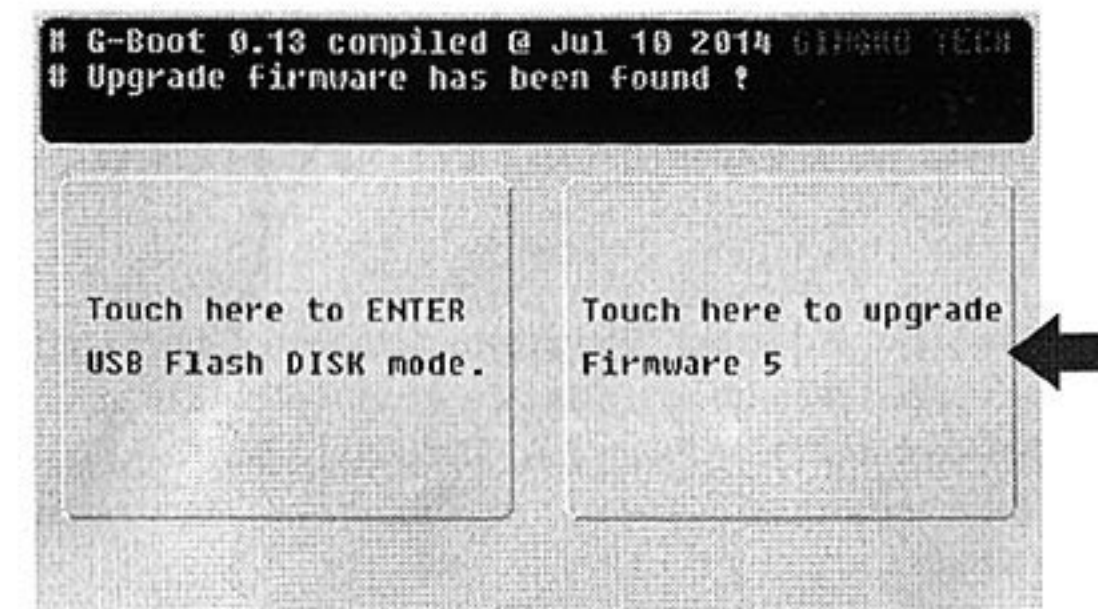 # G-Boot 0.13 compiled @ Jul 10 2014 TECH
# Upgrade Firmware has been found !
Touch here to ENTER
USB Flash DISK mode.
Touch here to upgrade
Firmware 5